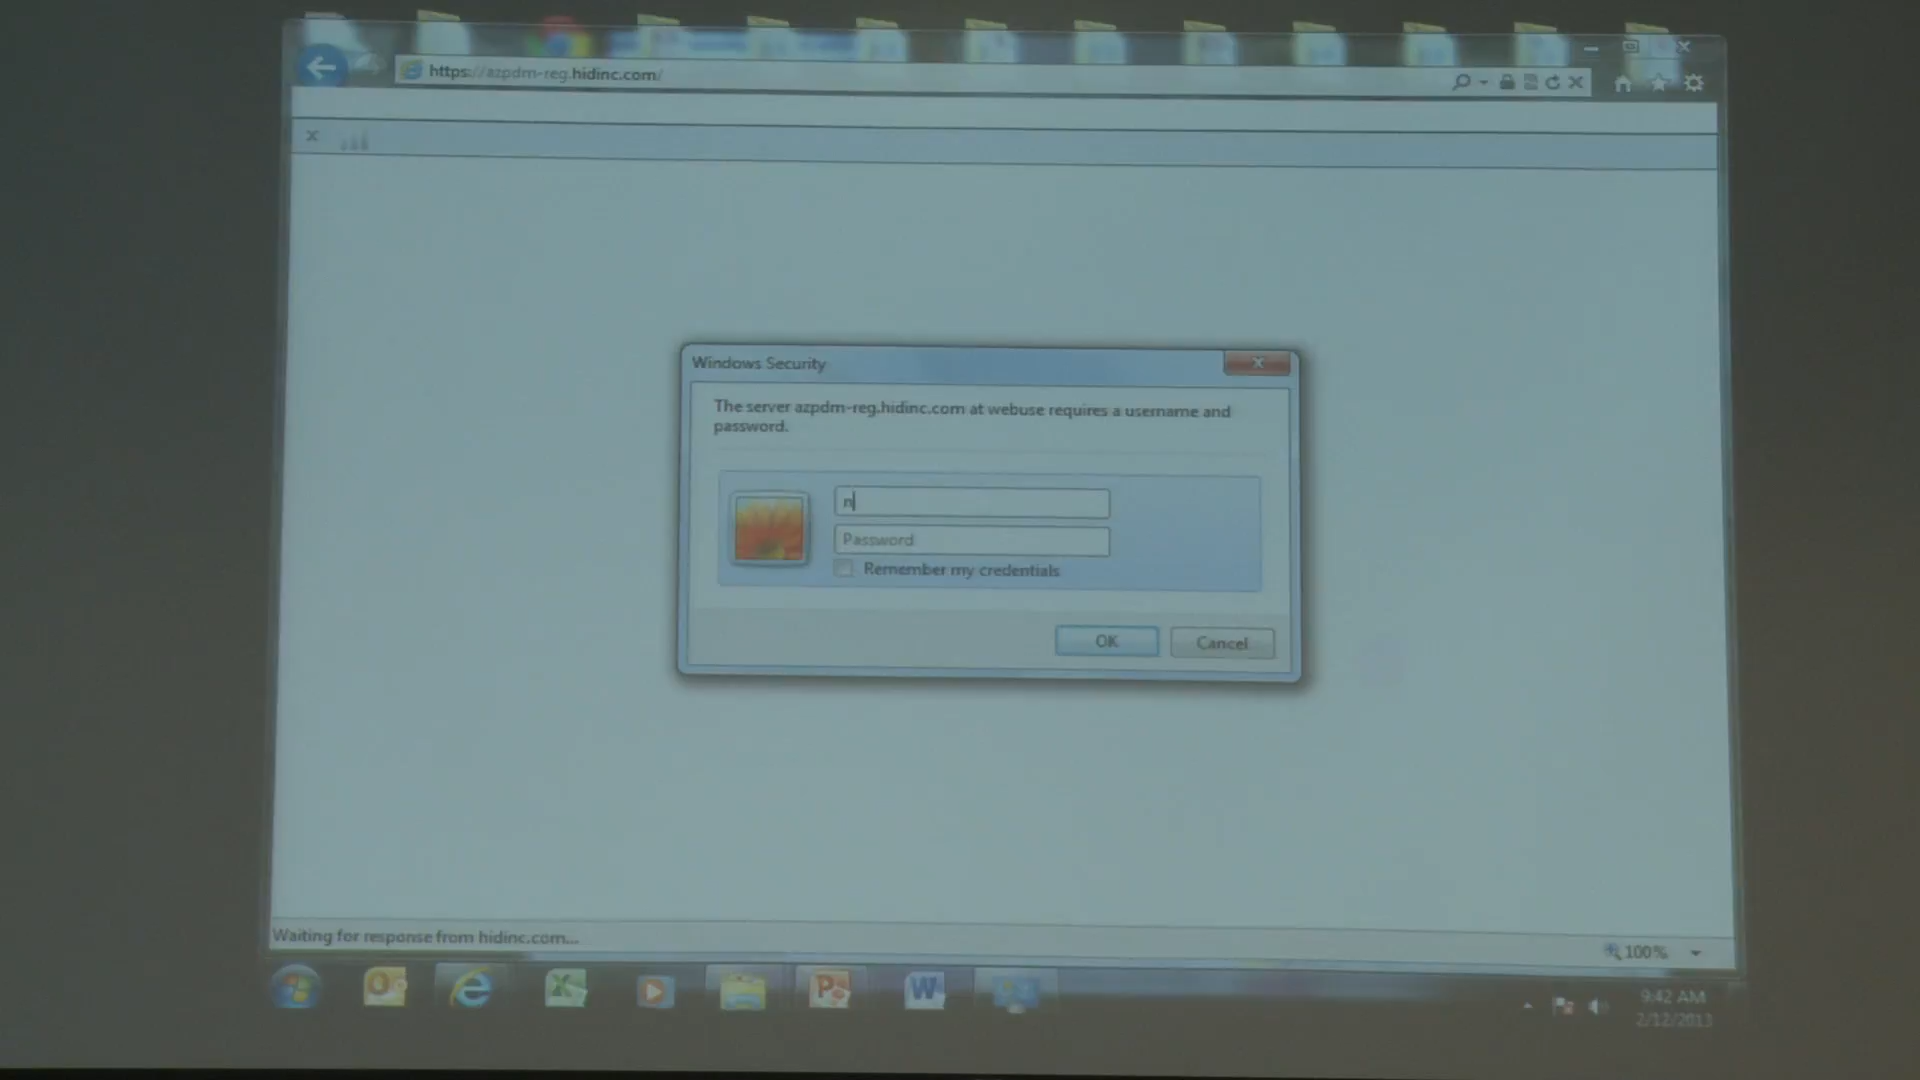 https://azpdm-reg.hidinc.com/
Windows Security
The server azpdm-reg.hidinc.com at webuse requires a username and
password.
n
Password
Remember my credentials
OK
Cancel
Waiting for response from hidinc.com...
100%
9:42 AM
2/12/2013